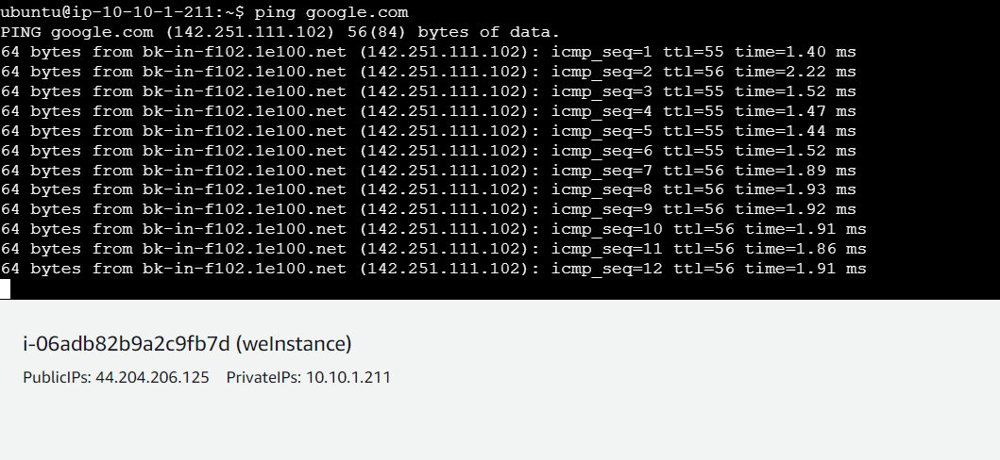 ubuntu@ip-10-10-1-211:~$ ping google.com
PING google.com (142.251.111.102) 56(84) bytes of data.
64 bytes from bk-in-f102.1e100.net (142.251.111.102): icmp_seq=1 ttl=55 time=1.40 ms
64 bytes from bk-in-f102.1e100.net (142.251.111.102): icmp_seq=2 ttl=56 time=2.22 ms
64 bytes from bk-in-f102.1e100.net (142.251.111.102): icmp_seq=3 ttl=55 time=1.52 ms
64 bytes from bk-in-f102.1e100.net (142.251.111.102): icmp_seq=4 ttl=55 time=1.47 ms
64 bytes from bk-in-f102.1e100.net (142.251.111.102): icmp_seq=5 ttl=55 time=1.44 ms
64 bytes from bk-in-f102.1e100.net (142.251.111.102): icmp_seq=6 ttl=55 time=1.52 ms
64 bytes from bk-in-f102.1e100.net (142.251.111.102): icmp_seq=7 ttl=56 time=1.89 ms
64 bytes from bk-in-f102.1e100.net (142.251.111.102): icmp_seq=8 ttl=56 time=1.93 ms
64 bytes from bk-in-f102.1e100.net (142.251.111.102): icmp_seq=9 ttl=56 time=1.92 ms
64 bytes from bk-in-f102.1e100.net (142.251.111.102): icmp_seq=10 ttl=56 time=1.91 ms
64 bytes from bk-in-f102.1e100.net (142.251.111.102): icmp_seq=11 ttl=56 time=1.86 ms
64 bytes from bk-in-f102.1e100.net (142.251.111.102): icmp_seq=12 ttl=56 time=1.91 ms
i-06adb82b9a2c9fb7d (weInstance)
PublicIPs: 44.204.206.125 PrivateIPs: 10.10.1.211